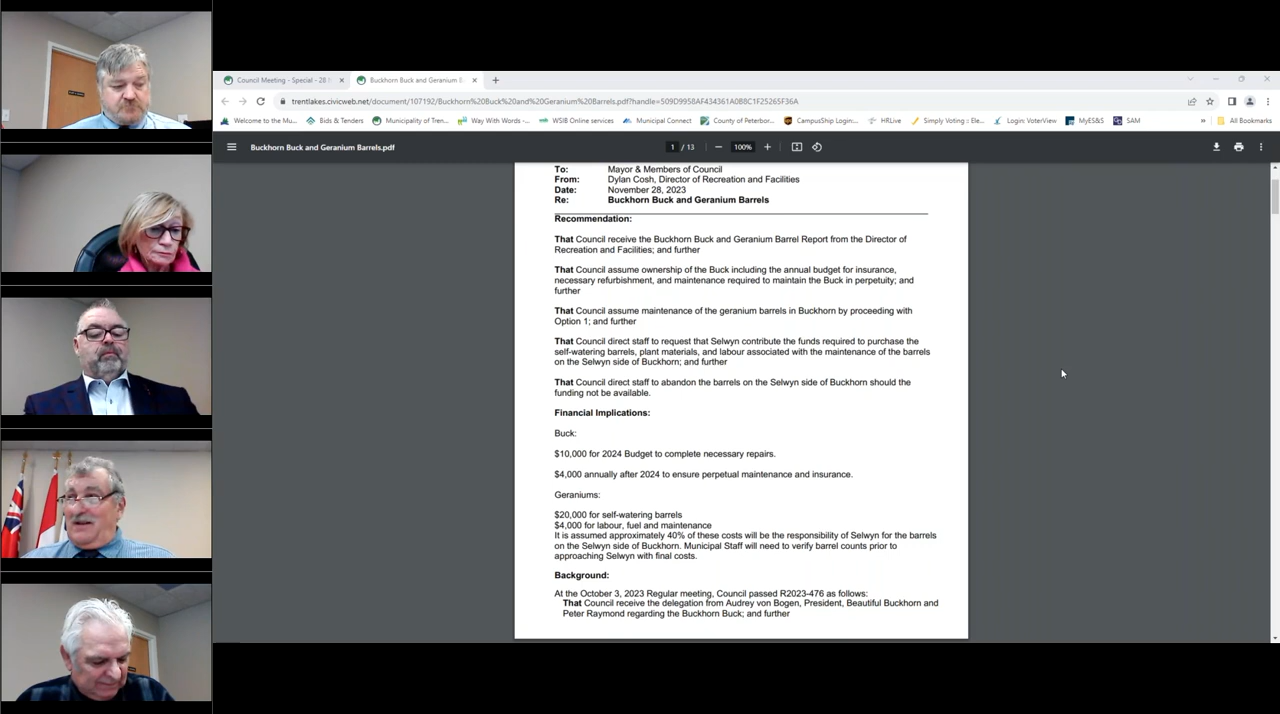 Council Meeting - Special - 28
Buckhorn Buck and Geranium B
trentlakes.civicweb.net/document/107192/Buckhorn%20Buck%20and%20Geranium%20Barrels.pdf?handle=509D9958AF434361A0B8C1F25265F36A
Welcome to the Mu...
Bids & Tenders
Municipality of Tren...
Way With Words -...
WSIB Online services
Municipal Connect
County of Peterbor...
CampusShip Login:...
HRLive
Simply Voting :: Ele...
Login: VoterView
MyES&S
SAM
»
All Bookmarks
Buckhorn Buck and Geranium Barrels.pdf
1 / 13
100%
To: Mayor & Members of Council
From: Dylan Cosh, Director of Recreation and Facilities
Date: November 28, 2023
Re: Buckhorn Buck and Geranium Barrels
Recommendation:
That Council receive the Buckhorn Buck and Geranium Barrel Report from the Director of
Recreation and Facilities; and further
That Council assume ownership of the Buck including the annual budget for insurance,
necessary refurbishment, and maintenance required to maintain the Buck in perpetuity; and
further
That Council assume maintenance of the geranium barrels in Buckhorn by proceeding with
Option 1; and further
That Council direct staff to request that Selwyn contribute the funds required to purchase the
self-watering barrels, plant materials, and labour associated with the maintenance of the barrels
on the Selwyn side of Buckhorn; and further
That Council direct staff to abandon the barrels on the Selwyn side of Buckhorn should the
funding not be available.
Financial Implications:
Buck:
$10,000 for 2024 Budget to complete necessary repairs.
$4,000 annually after 2024 to ensure perpetual maintenance and insurance.
Geraniums:
$20,000 for self-watering barrels
$4,000 for labour, fuel and maintenance
It is assumed approximately 40% of these costs will be the responsibility of Selwyn for the barrels
on the Selwyn side of Buckhorn. Municipal Staff will need to verify barrel counts prior to
approaching Selwyn with final costs.
Background:
At the October 3, 2023 Regular meeting, Council passed R2023-476 as follows:
That Council receive the delegation from Audrey von Bogen, President, Beautiful Buckhorn and
Peter Raymond regarding the Buckhorn Buck; and further